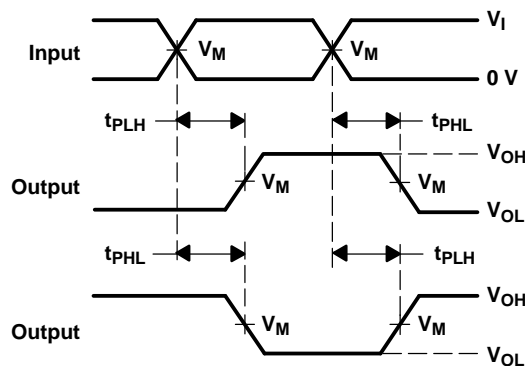 V_I
Input
V_M
V_M
0 V
t_PLH
t_PHL
V_OH
Output
V_M
V_M
V_OL
t_PHL
t_PLH
V_OH
Output
V_M
V_M
V_OL